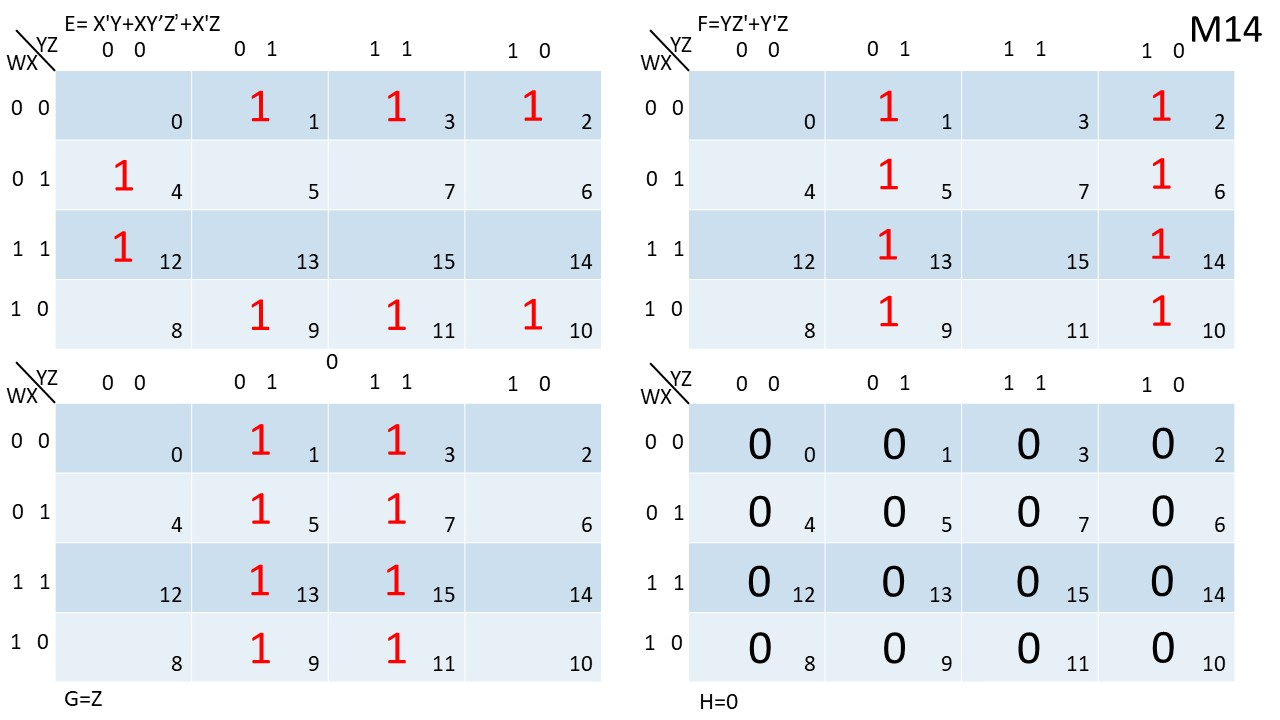 E= X'Y+XY’Z’+X'Z
F=YZ'+Y'Z
M14
YZ
WX
0 0 0 1 1 1 1 0
YZ
WX
0 0 0 1 1 1 1 0
0 0 0 1 1 1 3 1 2
0 0 0 1 1 3 1 2
0 1 1 4 5 7 6
0 1 4 1 5 7 1 6
1 1 1 12 13 15 14
1 1 12 1 13 15 1 14
1 0 8 1 9 1 11 1 10
1 0 8 1 9 11 1 10
0
YZ
WX
0 0 0 1 1 1 1 0
YZ
WX
0 0 0 1 1 1 1 0
0 0 0 1 1 1 3 2
0 0 0 0 0 1 0 3 0 2
0 1 4 1 5 1 7 6
0 1 0 4 0 5 0 7 0 6
1 1 12 1 13 1 15 14
1 1 0 12 0 13 0 15 0 14
1 0 8 1 9 1 11 10
1 0 0 8 0 9 0 11 0 10
G=Z
H=0